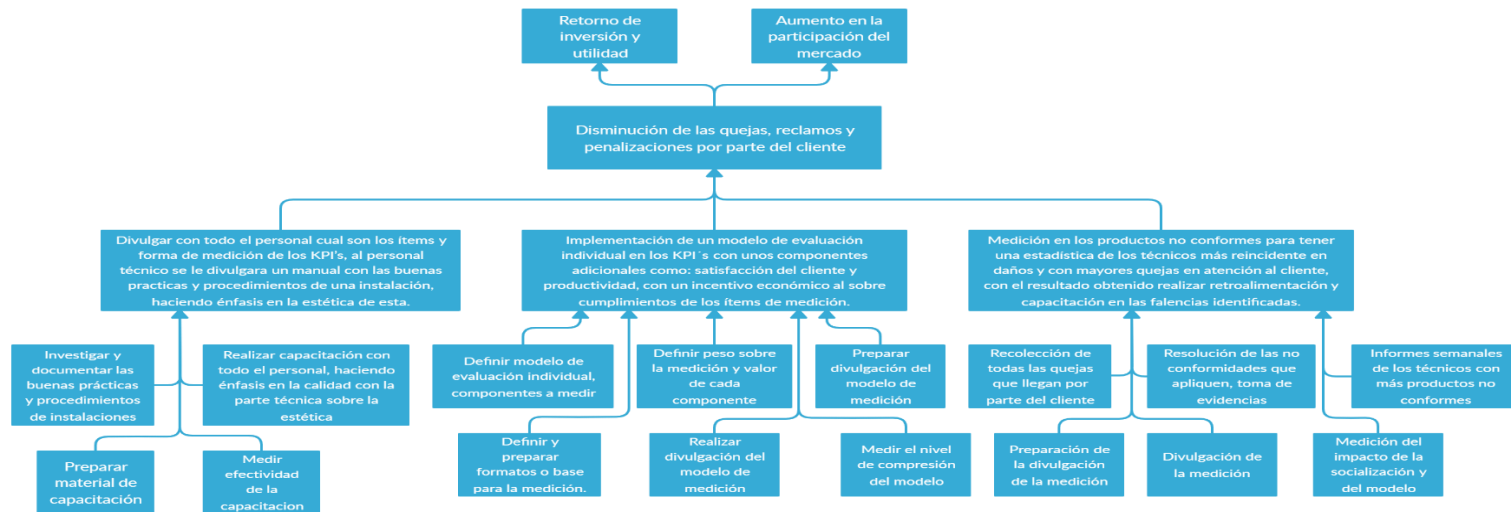 Retorno de
inversión y
utilidad
Aumento en la
participación del
mercado
Disminución de las quejas, reclamos y
penalizaciones por parte del cliente
Divulgar con todo el personal cual son los ítems y
forma de medición de los KPI's, al personal
técnico se le divulgara un manual con las buenas
practicas y procedimientos de una instalación,
haciendo énfasis en la estética de esta.
Implementación de un modelo de evaluación
individual en los KPI´s con unos componentes
adicionales como: satisfacción del cliente y
productividad, con un incentivo económico al sobre
cumplimientos de los ítems de medición.
Medición en los productos no conformes para tener
una estadística de los técnicos más reincidente en
daños y con mayores quejas en atención al cliente,
con el resultado obtenido realizar retroalimentación y
capacitación en las falencias identificadas.
Investigar y
documentar las
buenas prácticas
y procedimientos
de instalaciones
Realizar capacitación con
todo el personal, haciendo
énfasis en la calidad con la
parte técnica sobre la
estética
Definir modelo de
evaluación individual,
componentes a medir
Definir peso sobre
la medición y valor de
cada componente
Preparar
divulgación del
modelo de
medición
Recolección de
todas las quejas
que llegan por
parte del cliente
Resolución de las no
conformidades que
apliquen, toma de
evidencias
Informes semanales
de los técnicos con
más productos no
conformes
Preparar
material de
capacitación
Medir
efectividad
de la
capacitacion
Definir y
preparar
formatos o base
para la medición.
Realizar
divulgación del
modelo de
medición
Medir el nivel
de compresión
del modelo
Preparación de
la divulgación
de la medición
Divulgación de
la medición
Medición del
impacto de la
socialización y
del modelo